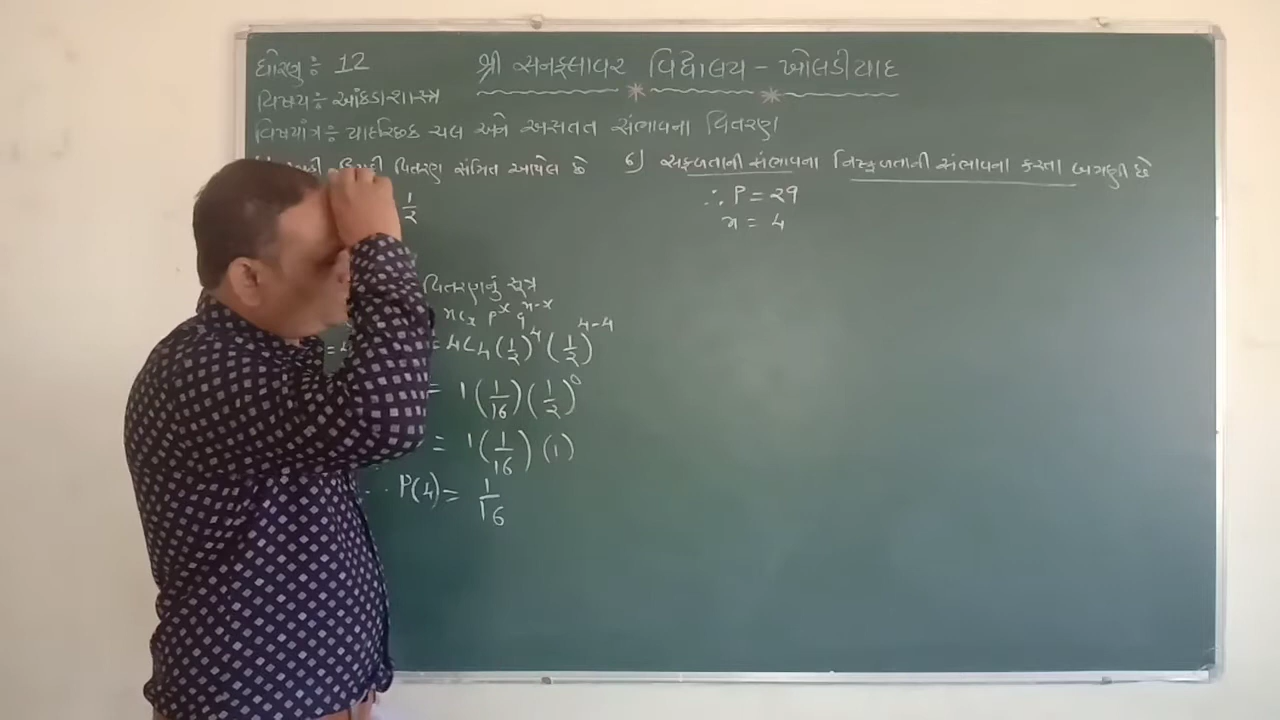 ધોરણ ઃ 12
શ્રી સનફ્લાવર વિદ્યાલય - ખોલડીયાદ
વિષય ઃ આંકડાશાસ્ત્ર
વિષયાંગ ઃ યાદચ્છિક ચલ અને અસતત સંભાવના વિતરણ
વિતરણ સંમિત આપેલ છે
1/2
વિતરણનું સૂત્ર
nCx p^x q^n-x
= 4C4 (1/2)^4 (1/2)^4-4
= 1 (1/16) (1/2)^0
= 1 (1/16) (1)
P(4) = 1/16
૬) સફળતાની સંભાવના નિષ્ફળતાની સંભાવના કરતા બમણી છે
∴ P = 2q
n = 4